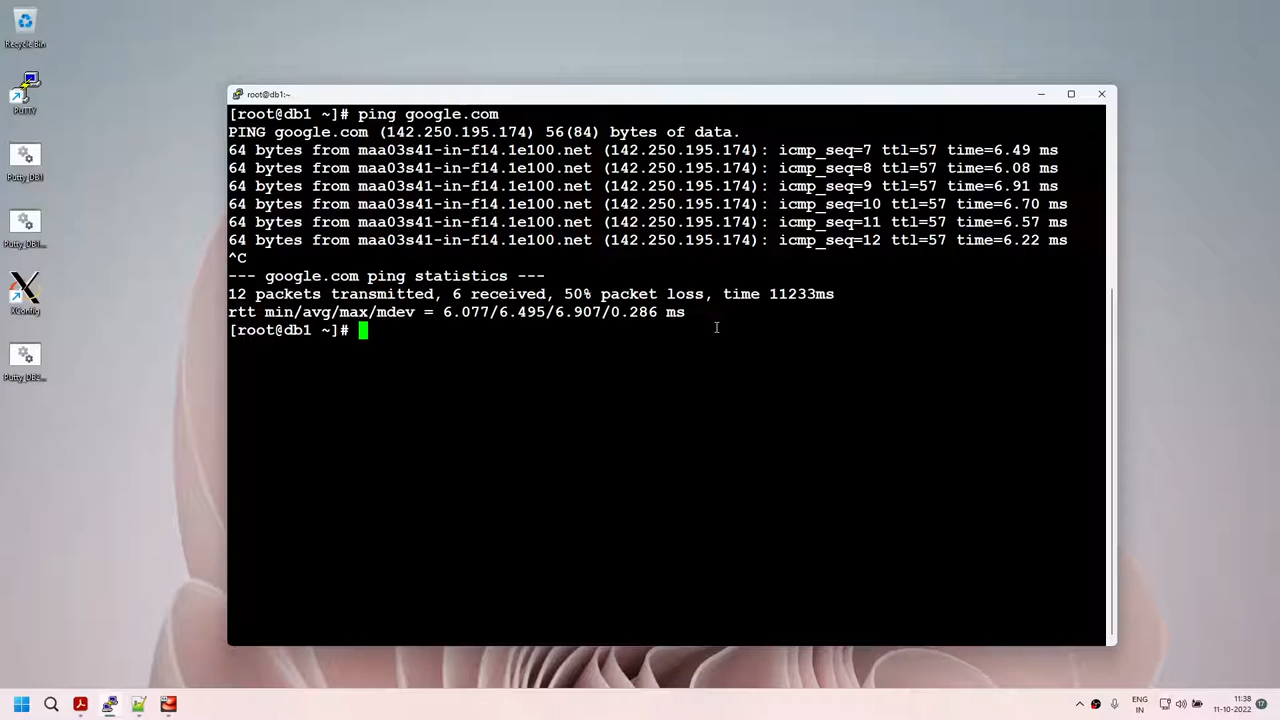 Recycle Bin
PuTTY
Putty_DB1
Putty_DB1...
XConfig
Putty_DB2...
root@db1:~
[root@db1 ~]# ping google.com
PING google.com (142.250.195.174) 56(84) bytes of data.
64 bytes from maa03s41-in-f14.1e100.net (142.250.195.174): icmp_seq=7 ttl=57 time=6.49 ms
64 bytes from maa03s41-in-f14.1e100.net (142.250.195.174): icmp_seq=8 ttl=57 time=6.08 ms
64 bytes from maa03s41-in-f14.1e100.net (142.250.195.174): icmp_seq=9 ttl=57 time=6.91 ms
64 bytes from maa03s41-in-f14.1e100.net (142.250.195.174): icmp_seq=10 ttl=57 time=6.70 ms
64 bytes from maa03s41-in-f14.1e100.net (142.250.195.174): icmp_seq=11 ttl=57 time=6.57 ms
64 bytes from maa03s41-in-f14.1e100.net (142.250.195.174): icmp_seq=12 ttl=57 time=6.22 ms
^C
--- google.com ping statistics ---
12 packets transmitted, 6 received, 50% packet loss, time 11233ms
rtt min/avg/max/mdev = 6.077/6.495/6.907/0.286 ms
[root@db1 ~]#
ENG
IN
11:38
11-10-2022
17